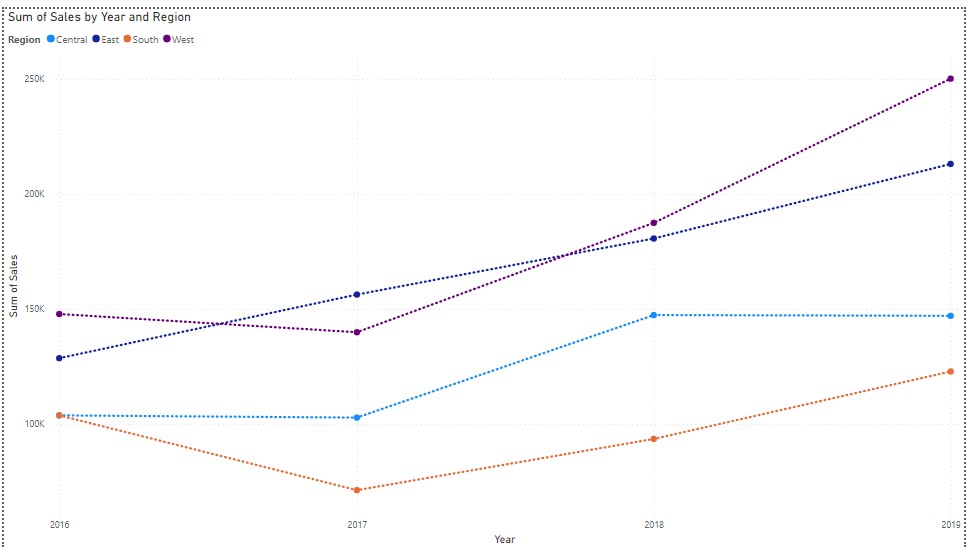 Sum of Sales by Year and Region
Region Central East South West
250K
200K
150K
100K
Sum of Sales
2016 2017 2018 2019
Year